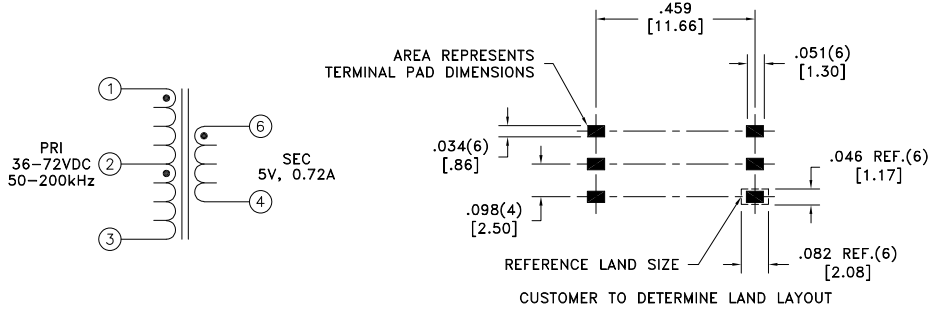 1
2
3
PRI
36-72VDC
50-200kHz
6
4
SEC
5V, 0.72A
.459
[11.66]
AREA REPRESENTS
TERMINAL PAD DIMENSIONS
.051(6)
[1.30]
.034(6)
[.86]
.046 REF.(6)
[1.17]
.098(4)
[2.50]
REFERENCE LAND SIZE
.082 REF.(6)
[2.08]
CUSTOMER TO DETERMINE LAND LAYOUT